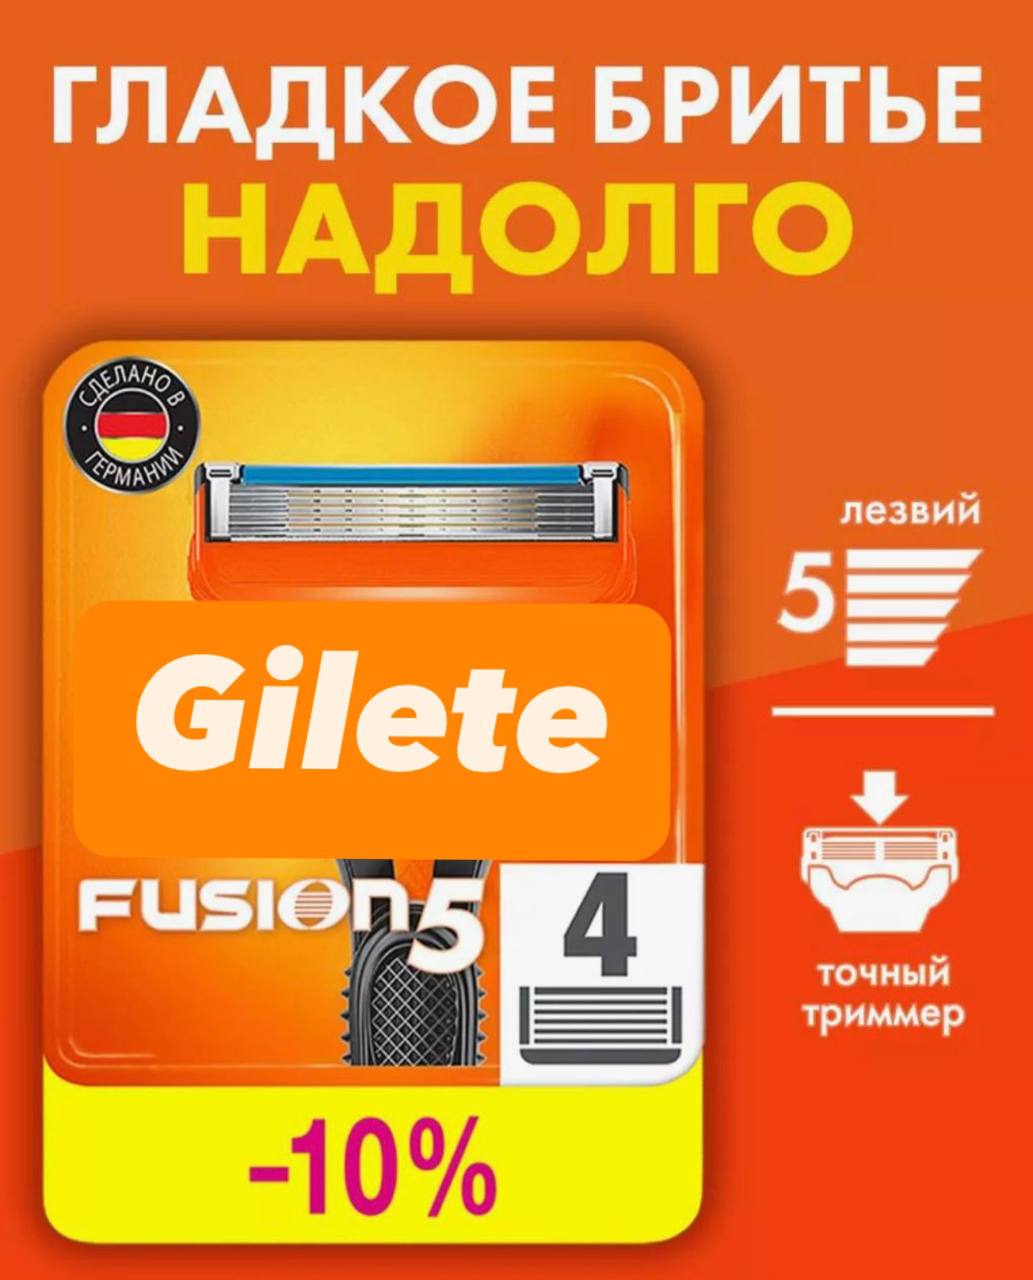 ГЛАДКОЕ БРИТЬЕ
НАДОЛГО
СДЕЛАНО В
ГЕРМАНИИ
лезвий
5
Gilete
FUSION5
4
точный
триммер
-10%